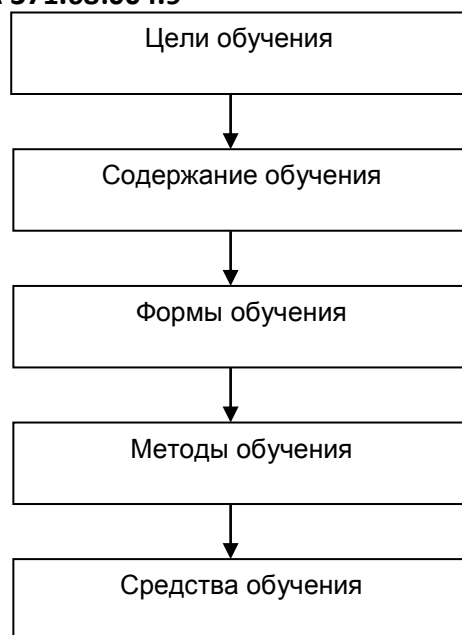 Цели обучения
Содержание обучения
Формы обучения
Методы обучения
Средства обучения